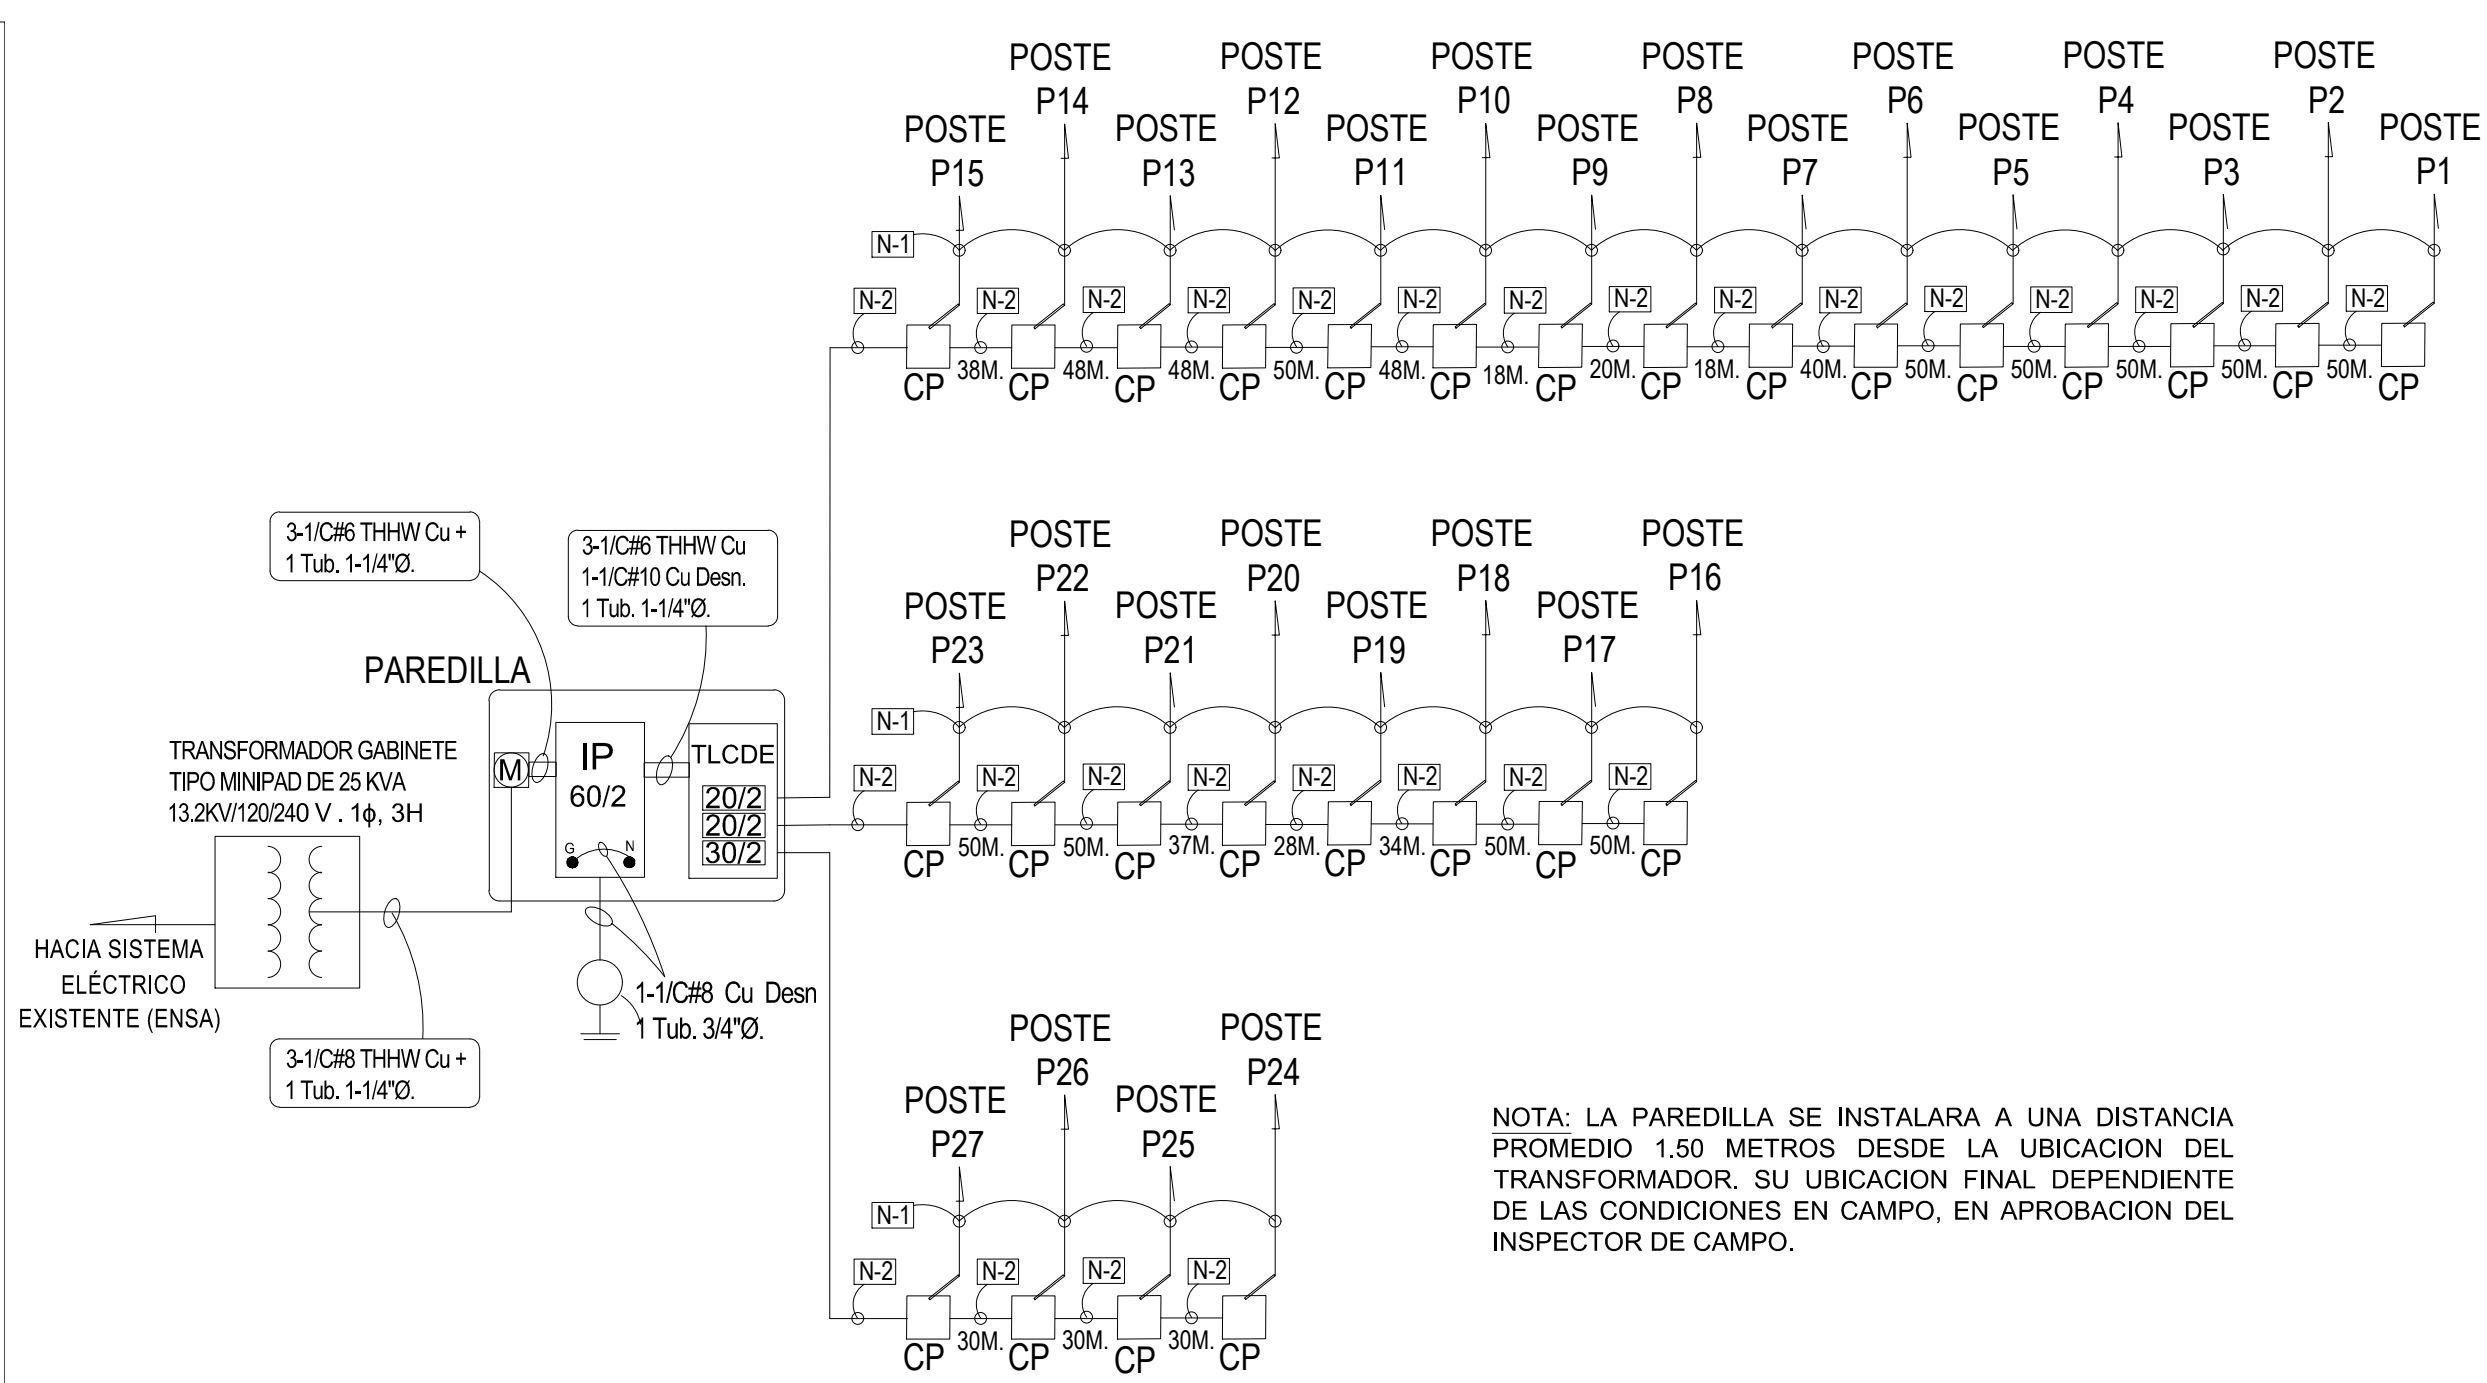 POSTE POSTE POSTE POSTE POSTE POSTE POSTE
P14 P12 P10 P8 P6 P4 P2
POSTE POSTE POSTE POSTE POSTE POSTE POSTE POSTE
P15 P13 P11 P9 P7 P5 P3 P1
N-1
N-2 N-2 N-2 N-2 N-2 N-2 N-2 N-2 N-2 N-2 N-2 N-2 N-2 N-2 N-2
38M. 48M. 48M. 50M. 48M. 18M. 20M. 18M. 40M. 50M. 50M. 50M. 50M. 50M.
CP CP CP CP CP CP CP CP CP CP CP CP CP CP CP
3-1/C#6 THHW Cu +
1 Tub. 1-1/4"Ø.
3-1/C#6 THHW Cu
1-1/C#10 Cu Desn.
1 Tub. 1-1/4"Ø.
PAREDILLA
TRANSFORMADOR GABINETE
TIPO MINIPAD DE 25 KVA
13.2KV/120/240 V . 1ϕ, 3H
M
IP
60/2
G N
TLCDE
20/2
20/2
30/2
HACIA SISTEMA
ELÉCTRICO
EXISTENTE (ENSA)
1-1/C#8 Cu Desn
1 Tub. 3/4"Ø.
3-1/C#8 THHW Cu +
1 Tub. 1-1/4"Ø.
POSTE POSTE POSTE POSTE
P22 P20 P18 P16
POSTE POSTE POSTE POSTE
P23 P21 P19 P17
N-1
N-2 N-2 N-2 N-2 N-2 N-2 N-2 N-2
50M. 50M. 37M. 28M. 34M. 50M. 50M.
CP CP CP CP CP CP CP CP
POSTE POSTE
P26 P24
POSTE POSTE
P27 P25
N-1
N-2 N-2 N-2 N-2
30M. 30M. 30M.
CP CP CP CP
NOTA: LA PAREDILLA SE INSTALARA A UNA DISTANCIA
PROMEDIO 1.50 METROS DESDE LA UBICACION DEL
TRANSFORMADOR. SU UBICACION FINAL DEPENDIENTE
DE LAS CONDICIONES EN CAMPO, EN APROBACION DEL
INSPECTOR DE CAMPO.